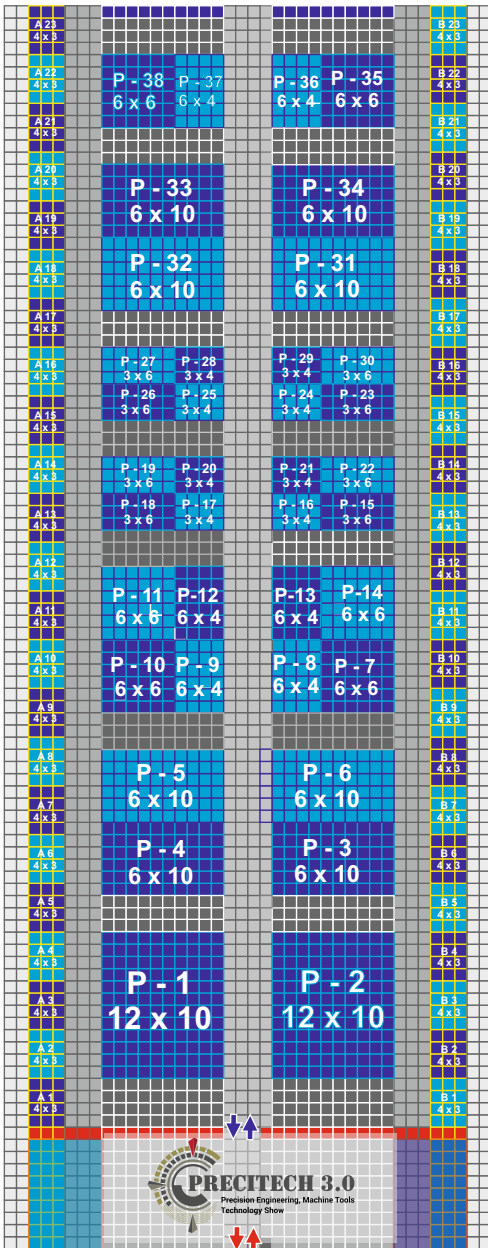 A 23
4 x 3
B 23
4 x 3
A 22
4 x 3
P - 38
6 x 6
P - 37
6 x 4
P - 36
6 x 4
P - 35
6 x 6
B 22
4 x 3
A 21
4 x 3
B 21
4 x 3
A 20
4 x 3
B 20
4 x 3
P - 33
6 x 10
P - 34
6 x 10
A 19
4 x 3
B 19
4 x 3
A 18
4 x 3
P - 32
6 x 10
P - 31
6 x 10
B 18
4 x 3
A 17
4 x 3
B 17
4 x 3
A 16
4 x 3
P - 27
3 x 6
P - 28
3 x 4
P - 29
3 x 4
P - 30
3 x 6
B 16
4 x 3
P - 26
3 x 6
P - 25
3 x 4
P - 24
3 x 4
P - 23
3 x 6
A 15
4 x 3
B 15
4 x 3
A 14
4 x 3
P - 19
3 x 6
P - 20
3 x 4
P - 21
3 x 4
P - 22
3 x 6
B 14
4 x 3
A 13
4 x 3
P - 18
3 x 6
P - 17
3 x 4
P - 16
3 x 4
P - 15
3 x 6
B 13
4 x 3
A 12
4 x 3
B 12
4 x 3
A 11
4 x 3
P - 11
6 x 6
P-12
6 x 4
P-13
6 x 4
P-14
6 x 6
B 11
4 x 3
A 10
4 x 3
P - 10
6 x 6
P - 9
6 x 4
P - 8
6 x 4
P - 7
6 x 6
B 10
4 x 3
A 9
4 x 3
B 9
4 x 3
A 8
4 x 3
B 8
4 x 3
P - 5
6 x 10
P - 6
6 x 10
A 7
4 x 3
B 7
4 x 3
A 6
4 x 3
P - 4
6 x 10
P - 3
6 x 10
B 6
4 x 3
A 5
4 x 3
B 5
4 x 3
A 4
4 x 3
B 4
4 x 3
A 3
4 x 3
P - 1
12 x 10
P - 2
12 x 10
B 3
4 x 3
A 2
4 x 3
B 2
4 x 3
A 1
4 x 3
B 1
4 x 3
PRECITECH 3.0
Precision Engineering, Machine Tools
Technology Show